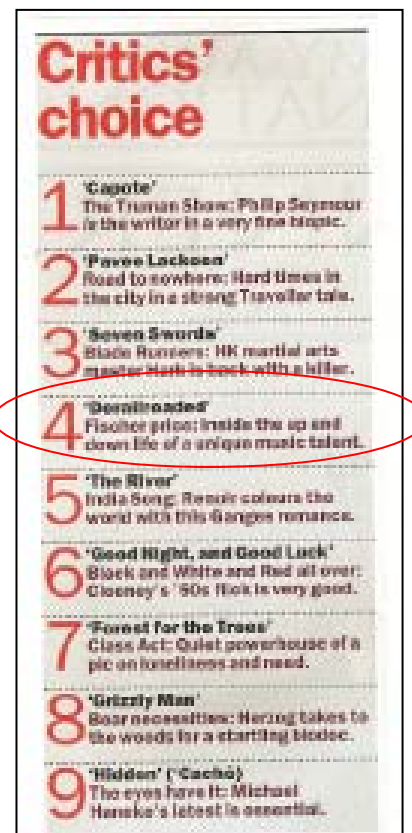 Critics'
choice
1 'Capote'
The Truman Show: Philip Seymour
is the writer in a very fine biopic.
2 'Pavee Lackeen'
Road to nowhere: Hard times in
the city in a strong Traveller tale.
3 'Seven Swords'
Blade Runners: HK martial arts
master Hark is back with a killer.
4 'Derailroaded'
Fischer price: Inside the up and
down life of a unique music talent.
5 'The River'
India Song: Renoir colours the
world with this Ganges romance.
6 'Good Night, and Good Luck'
Black and White and Red all over:
Clooney's '50s flick is very good.
7 'Forest for the Trees'
Class Act: Quiet powerhouse of a
pic on loneliness and need.
8 'Grizzly Man'
Bear necessities: Herzog takes to
the woods for a startling biodoc.
9 'Hidden' ('Caché)
The eyes have it: Michael
Haneke's latest is essential.